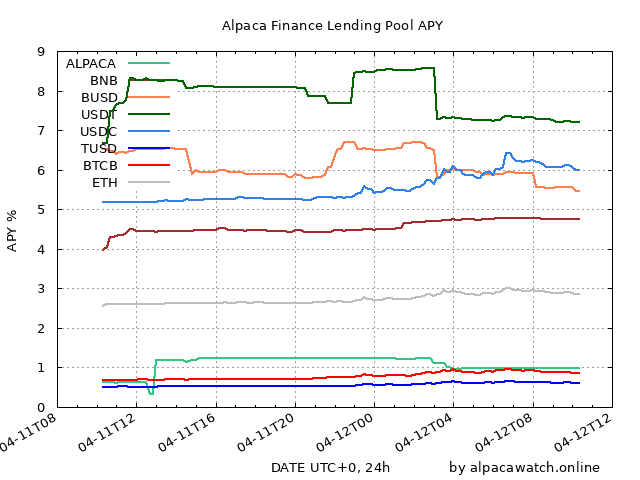 Alpaca Finance Lending Pool APY
APY %
9
8
7
6
5
4
3
2
1
0
ALPACA
BNB
BUSD
USDT
USDC
TUSD
BTCB
ETH
04-11T08
04-11T12
04-11T16
04-11T20
04-12T00
04-12T04
04-12T08
04-12T12
DATE UTC+0, 24h
by alpacawatch.online